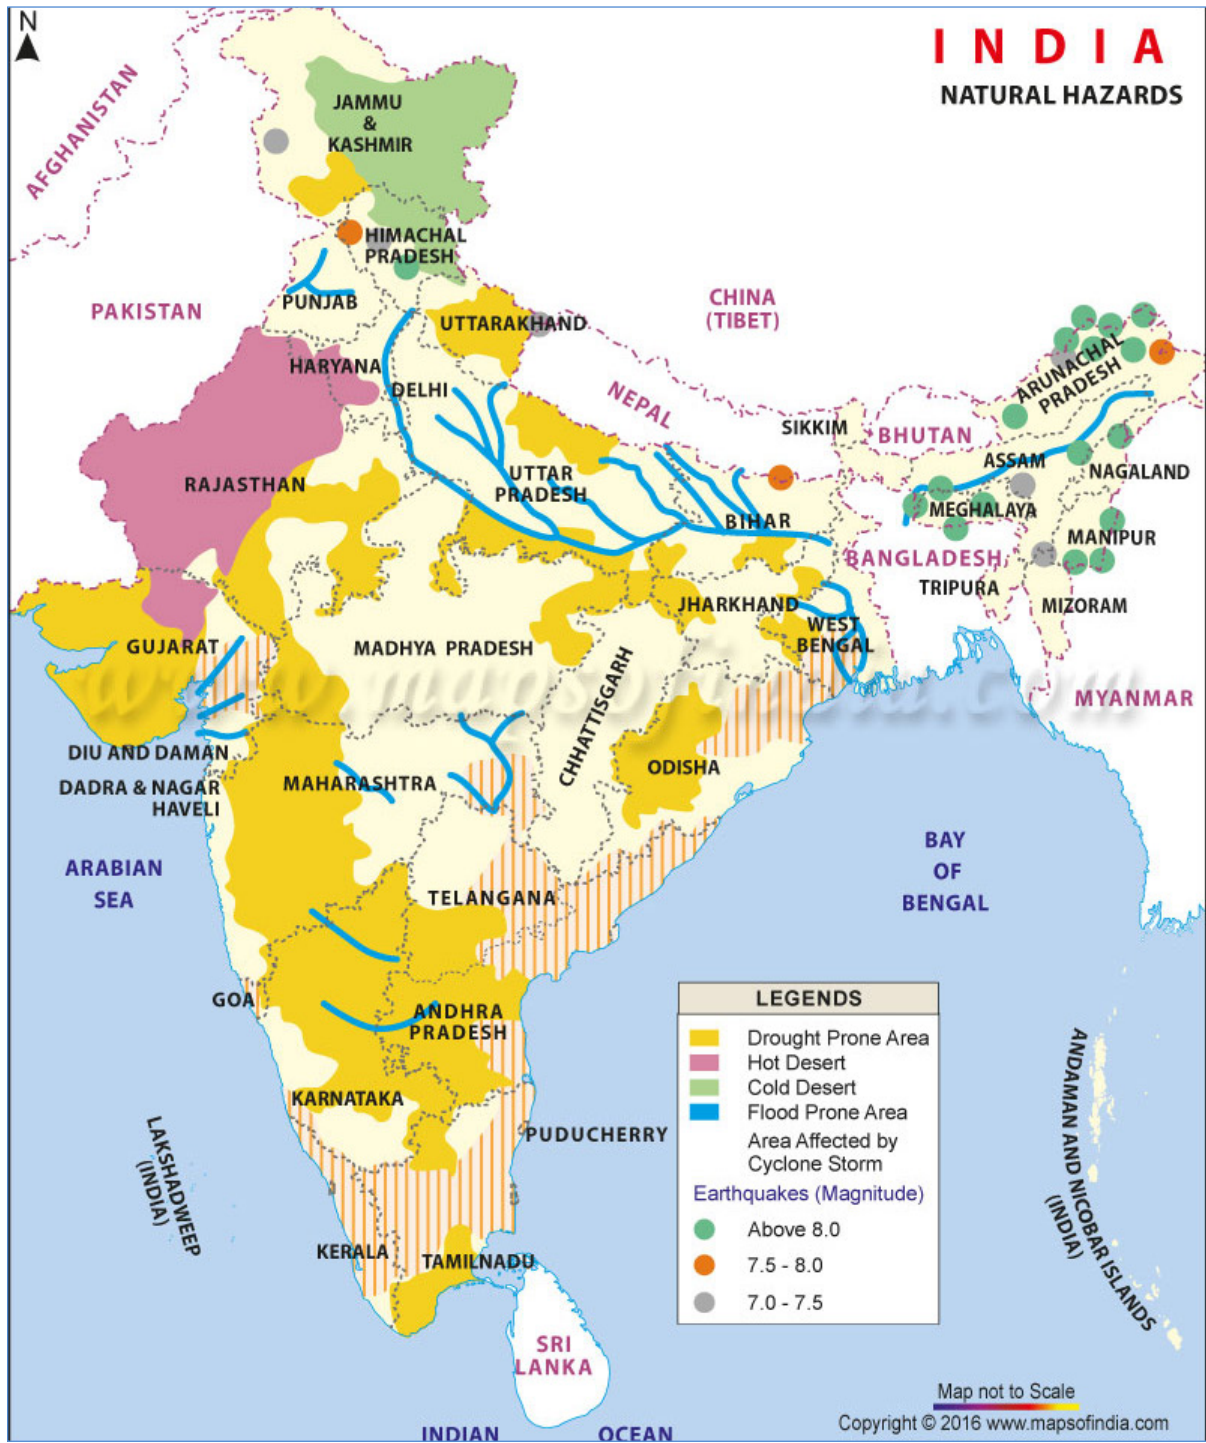 N
INDIA
NATURAL HAZARDS
AFGHANISTAN
JAMMU
&
KASHMIR
HIMACHAL
PRADESH
PAKISTAN
PUNJAB
UTTARAKHAND
CHINA
(TIBET)
HARYANA
DELHI
NEPAL
SIKKIM
BHUTAN
ARUNACHAL
PRADESH
ASSAM
NAGALAND
RAJASTHAN
UTTAR
PRADESH
BIHAR
MEGHALAYA
MANIPUR
BANGLADESH
TRIPURA
MIZORAM
JHARKHAND
WEST
BENGAL
GUJARAT
MADHYA PRADESH
CHHATTISGARH
www.mapsofindia.com
MYANMAR
DIU AND DAMAN
DADRA & NAGAR
HAVELI
MAHARASHTRA
ODISHA
ARABIAN
SEA
BAY
OF
BENGAL
TELANGANA
GOA
ANDHRA
PRADESH
KARNATAKA
PUDUCHERRY
LAKSHADWEEP
(INDIA)
KERALA
TAMILNADU
SRI
LANKA
INDIAN OCEAN
ANDAMAN AND NICOBAR ISLANDS
(INDIA)
LEGENDS
Drought Prone Area
Hot Desert
Cold Desert
Flood Prone Area
Area Affected by
Cyclone Storm
Earthquakes (Magnitude)
Above 8.0
7.5 - 8.0
7.0 - 7.5
Map not to Scale
Copyright © 2016 www.mapsofindia.com